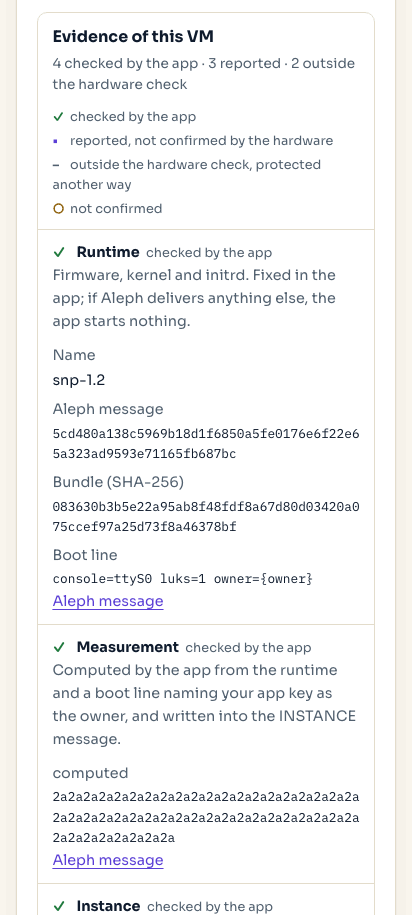 Evidence of this VM
4 checked by the app · 3 reported · 2 outside
the hardware check
✓ checked by the app
▪ reported, not confirmed by the hardware
– outside the hardware check, protected
another way
○ not confirmed
✓ Runtime checked by the app
Firmware, kernel and initrd. Fixed in the
app; if Aleph delivers anything else, the
app starts nothing.
Name
snp-1.2
Aleph message
5cd480a138c5969b18d1f6850a5fe0176e6f22e6
5a323ad9593e71165fb687bc
Bundle (SHA-256)
083630b3b5e22a95ab8f48fdf8a67d80d03420a0
75ccef97a25d73f8a46378bf
Boot line
console=ttyS0 luks=1 owner={owner}
Aleph message
✓ Measurement checked by the app
Computed by the app from the runtime
and a boot line naming your app key as
the owner, and written into the INSTANCE
message.
computed
2a2a2a2a2a2a2a2a2a2a2a2a2a2a2a2a2a2a2a2a
2a2a2a2a2a2a2a2a2a2a2a2a2a2a2a2a2a2a2a2a
2a2a2a2a2a2a2a2a
Aleph message
✓ Instance checked by the app